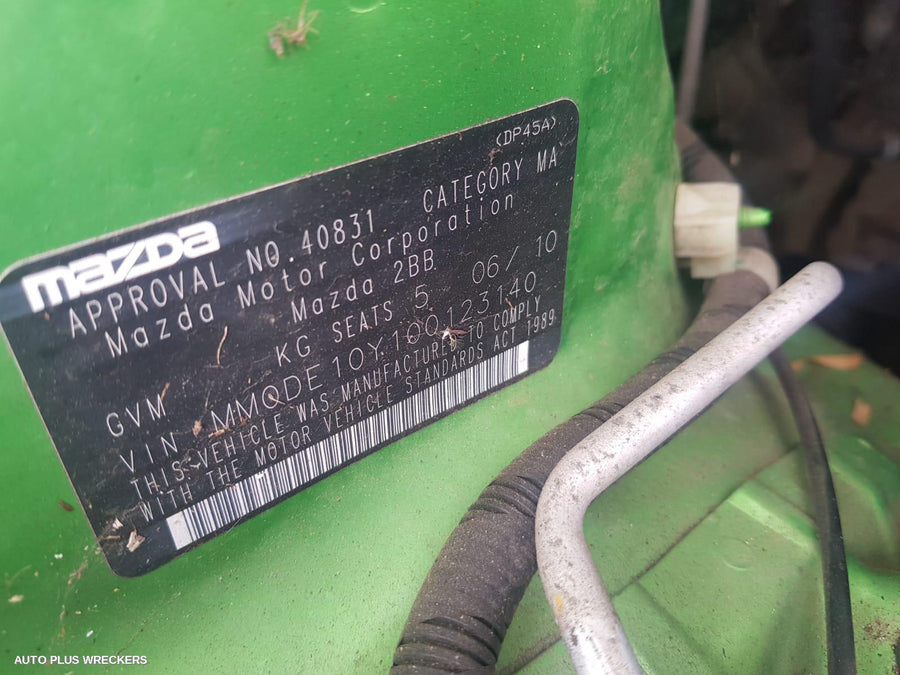 (DP45A)
mazda
APPROVAL NO.40831 CATEGORY MA
Mazda Motor Corporation
Mazda 2BB
GVM KG SEATS 5 06/10
VIN MM0DE10Y100123140
THIS VEHICLE WAS MANUFACTURED TO COMPLY
WITH THE MOTOR VEHICLE STANDARDS ACT 1989
AUTO PLUS WRECKERS